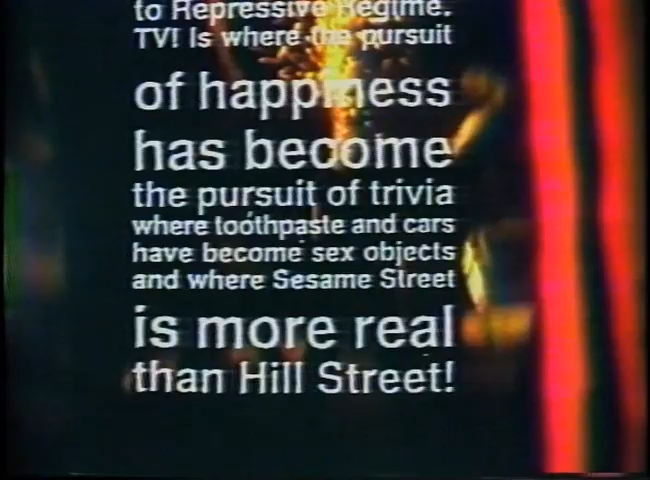 to Repressive Regime.
TV! Is where the pursuit
of happiness
has become
the pursuit of trivia
where toothpaste and cars
have become sex objects
and where Sesame Street
is more real
than Hill Street!